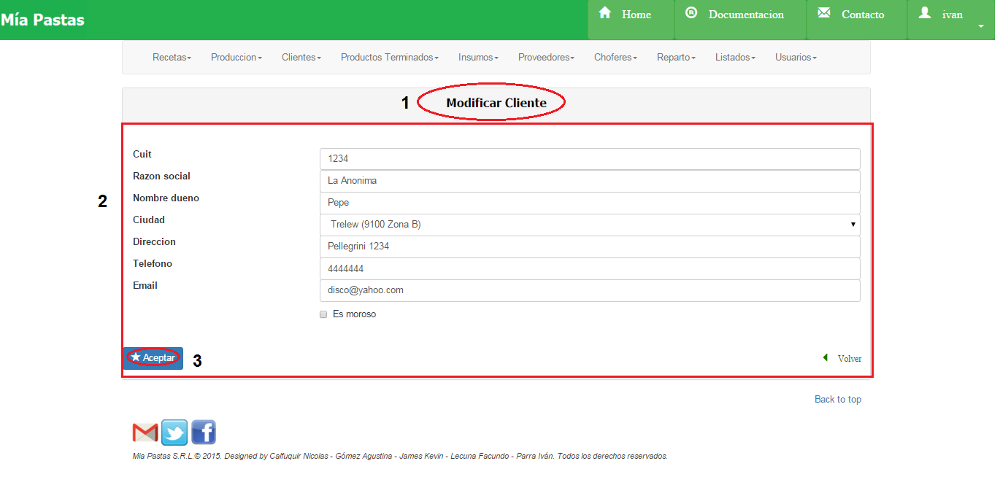 Mía Pastas Home Documentacion Contacto ivan
Recetas Produccion Clientes Productos Terminados Insumos Proveedores Choferes Reparto Listados Usuarios
1 Modificar Cliente
Cuit 1234
Razon social La Anonima
2 Nombre dueno Pepe
Ciudad Trelew (9100 Zona B)
Direccion Pellegrini 1234
Telefono 4444444
Email disco@yahoo.com
Es moroso
Aceptar 3 Volver
Back to top
Mia Pastas S.R.L.© 2015. Designed by Calfuquir Nicolas - Gómez Agustina - James Kevin - Lecuna Facundo - Parra Iván. Todos los derechos reservados.